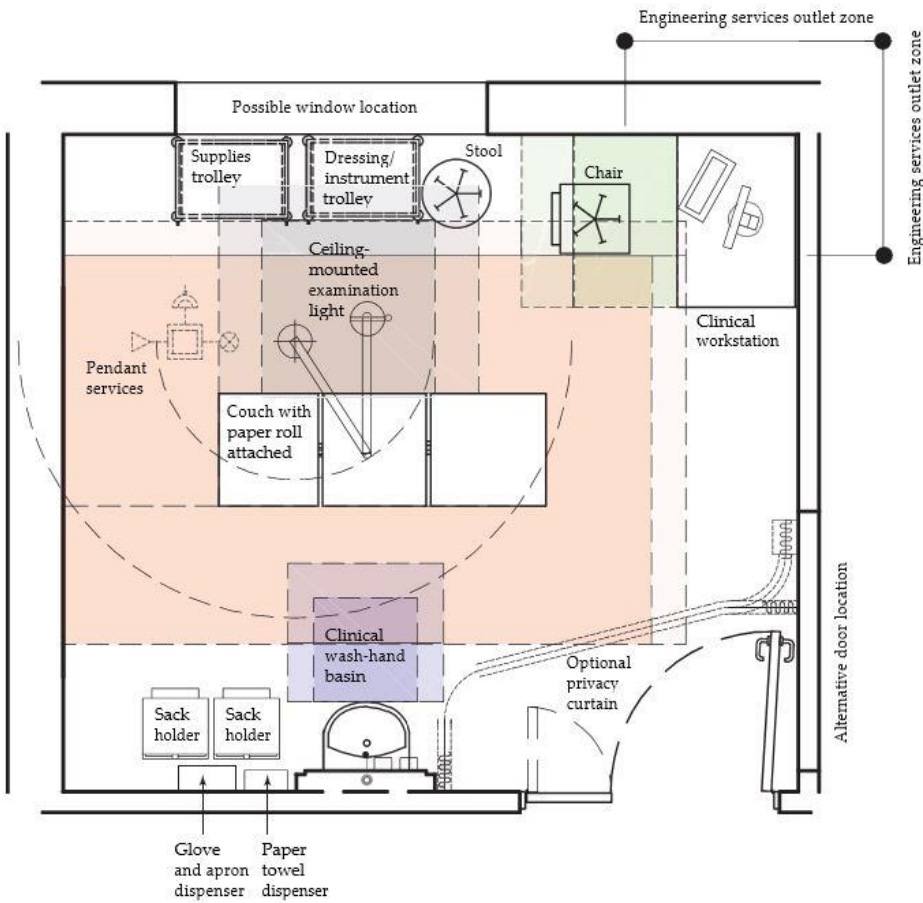 Engineering services outlet zone
Engineering services outlet zone
Possible window location
Supplies
trolley
Dressing/
instrument
trolley
Stool
Chair
Ceiling-
mounted
examination
light
Clinical
workstation
Pendant
services
Couch with
paper roll
attached
Clinical
wash-hand
basin
Optional
privacy
curtain
Alternative door location
Sack
holder
Sack
holder
Glove
and apron
dispenser
Paper
towel
dispenser